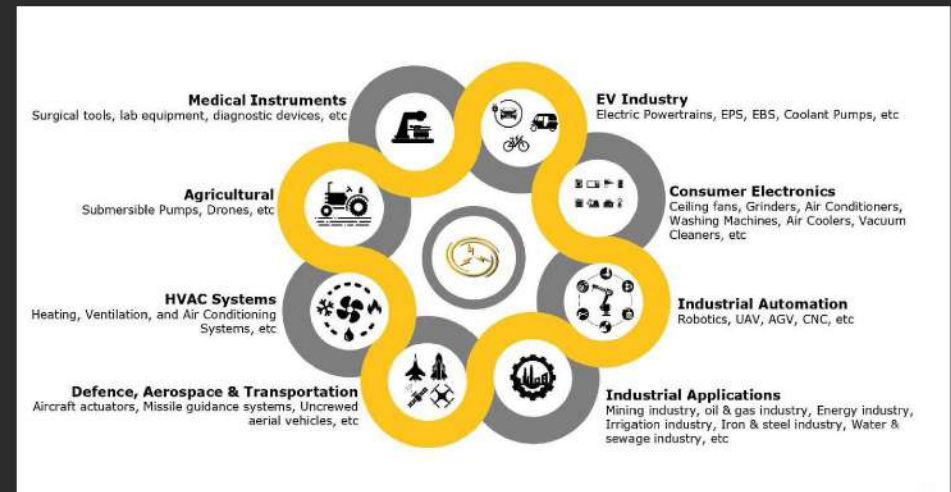 Medical Instruments
Surgical tools, lab equipment, diagnostic devices, etc
EV Industry
Electric Powertrains, EPS, EBS, Coolant Pumps, etc
Agricultural
Submersible Pumps, Drones, etc
Consumer Electronics
Ceiling fans, Grinders, Air Conditioners,
Washing Machines, Air Coolers, Vacuum
Cleaners, etc
HVAC Systems
Heating, Ventilation, and Air Conditioning
Systems, etc
Industrial Automation
Robotics, UAV, AGV, CNC, etc
Defence, Aerospace & Transportation
Aircraft actuators, Missile guidance systems, Uncrewed
aerial vehicles, etc
Industrial Applications
Mining industry, oil & gas industry, Energy industry,
Irrigation industry, Iron & steel industry, Water &
sewage industry, etc